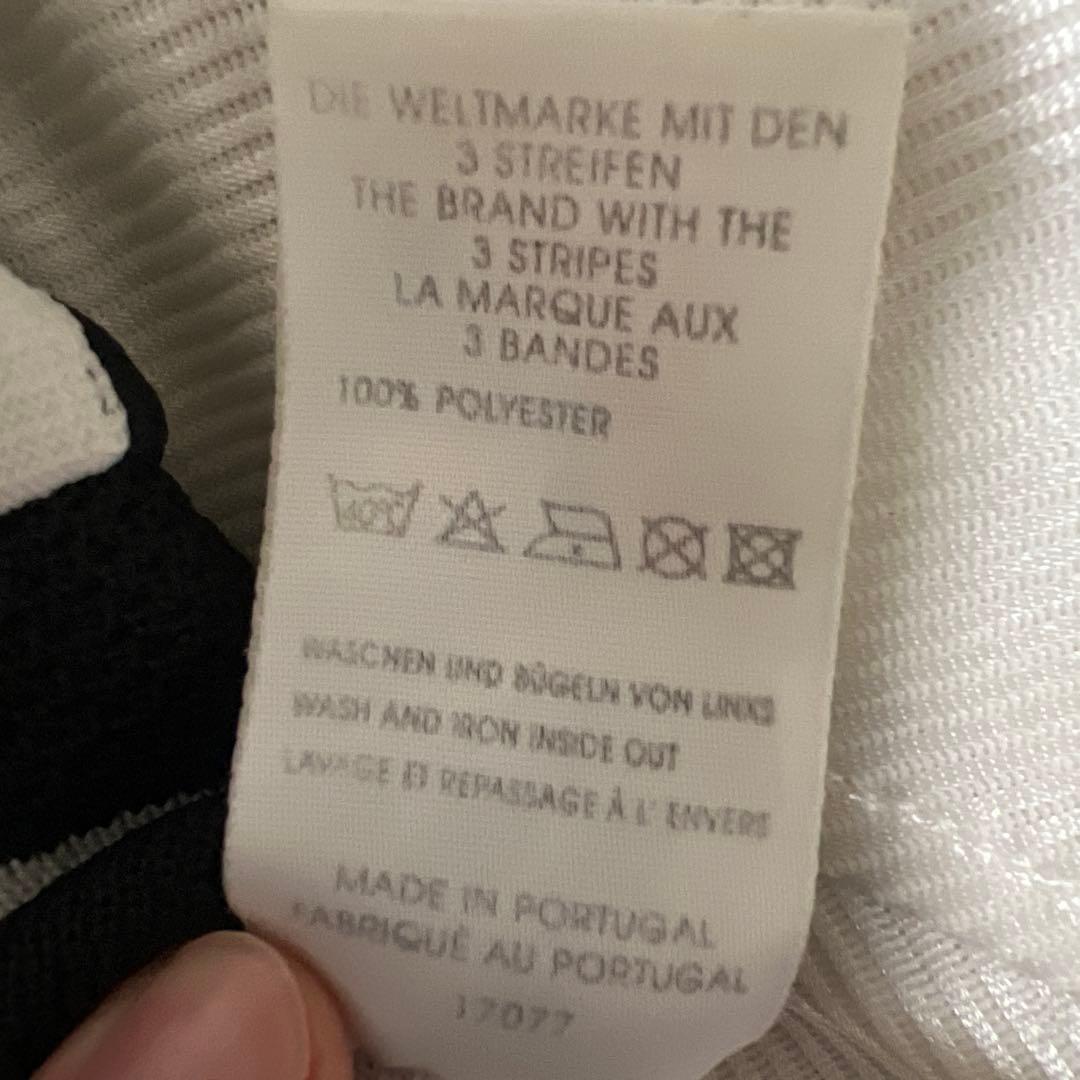 DIE WELTMARKE MIT DEN
3 STREIFEN
THE BRAND WITH THE
3 STRIPES
LA MARQUE AUX
3 BANDES
100% POLYESTER
40°C
WASCHEN UND BÜGELN VON LINKS
WASH AND IRON INSIDE OUT
LAVAGE ET REPASSAGE À L' ENVERS
MADE IN PORTUGAL
FABRIQUÉ AU PORTUGAL
17077